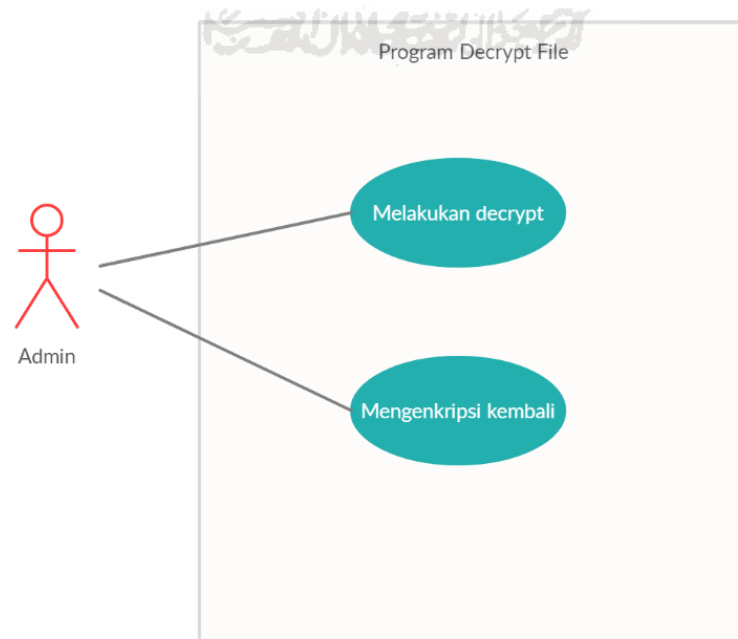 Program Decrypt File
Melakukan decrypt
Admin
Mengenkripsi kembali